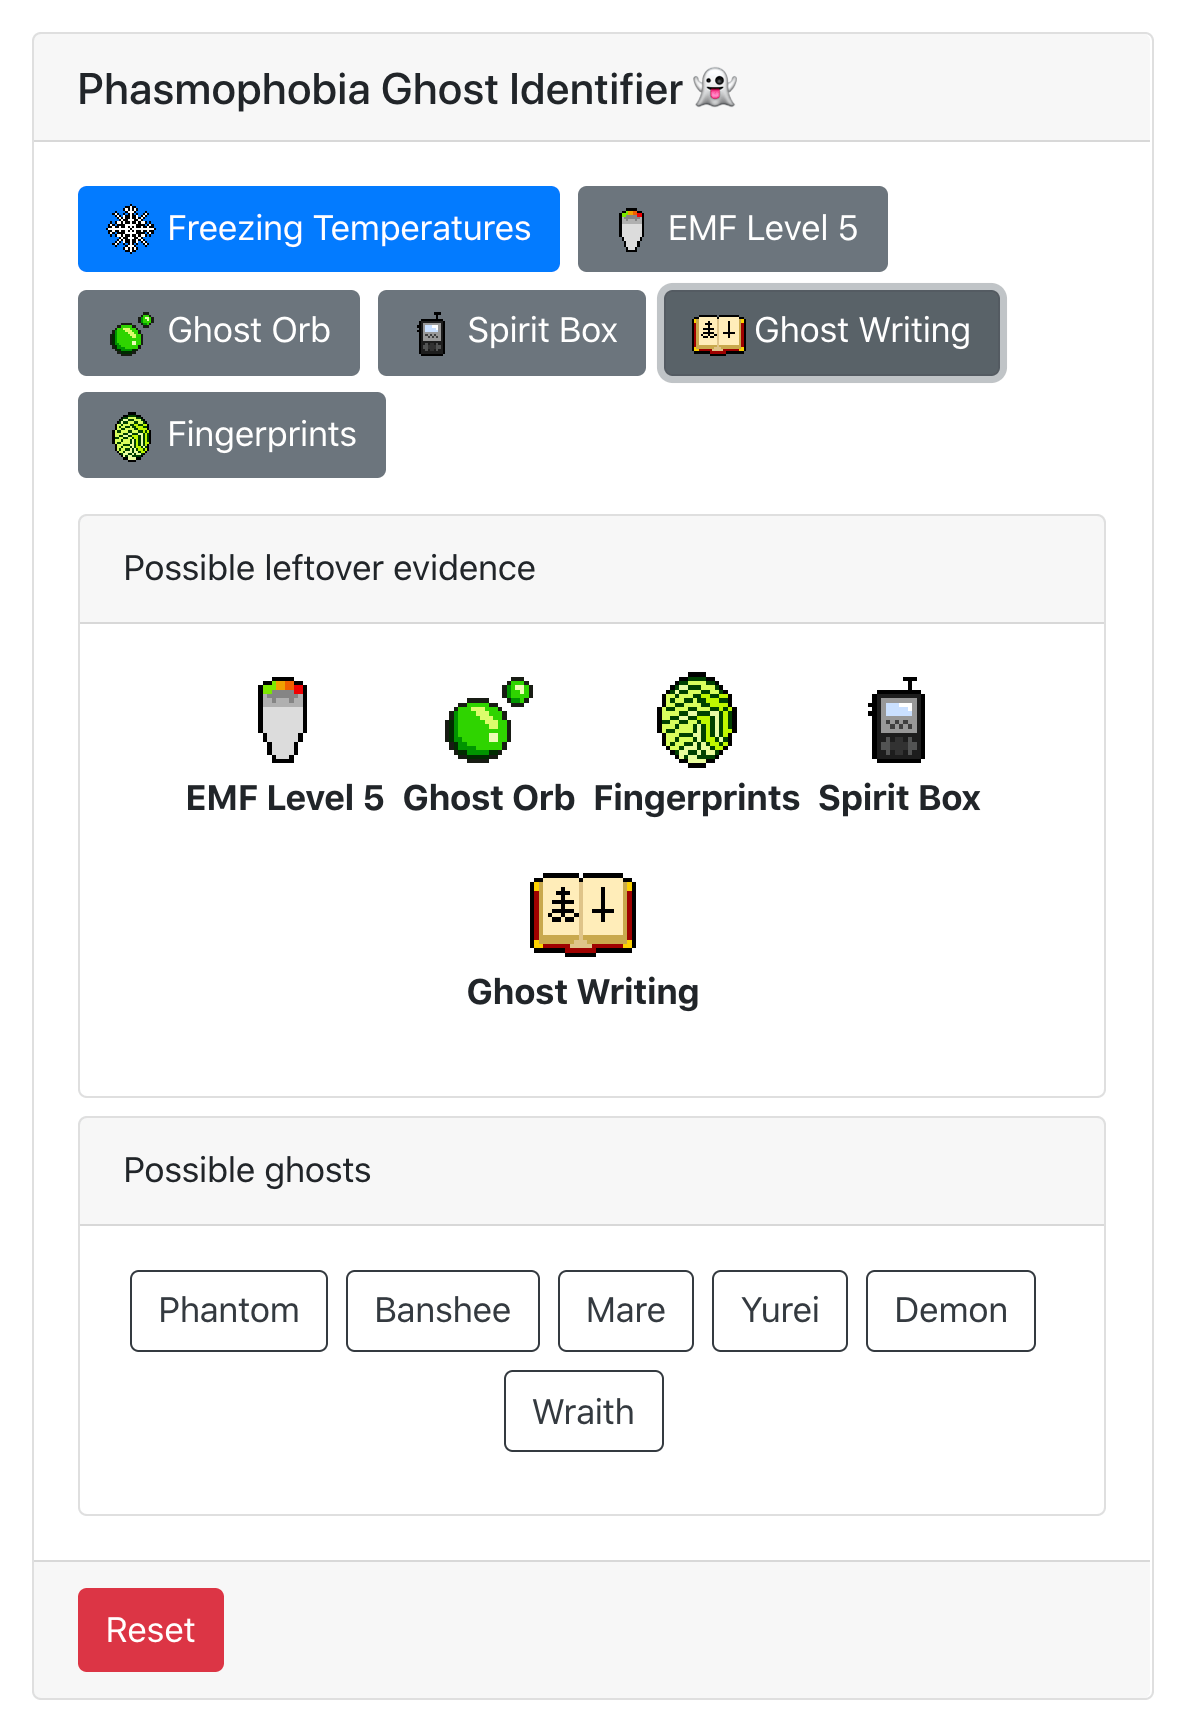 Phasmophobia Ghost Identifier 👻
Freezing Temperatures EMF Level 5
Ghost Orb Spirit Box Ghost Writing
Fingerprints
Possible leftover evidence
EMF Level 5 Ghost Orb Fingerprints Spirit Box
Ghost Writing
Possible ghosts
Phantom Banshee Mare Yurei Demon
Wraith
Reset